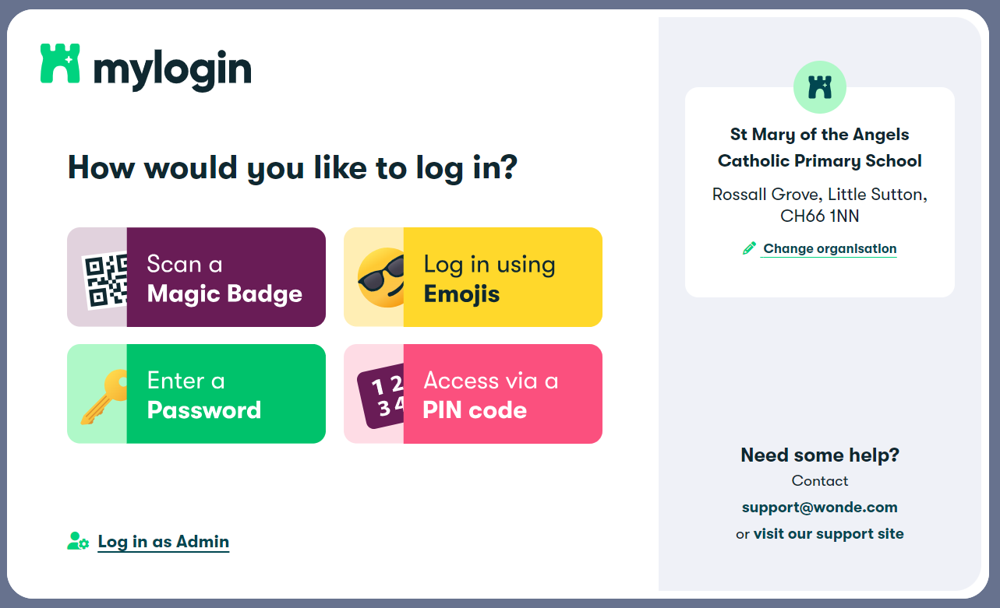 mylogin
How would you like to log in?
Scan a
Magic Badge
Log in using
Emojis
Enter a
Password
1 2
3 4
Access via a
PIN code
Log in as Admin
St Mary of the Angels
Catholic Primary School
Rossall Grove, Little Sutton,
CH66 1NN
Change organisation
Need some help?
Contact
support@wonde.com
or visit our support site